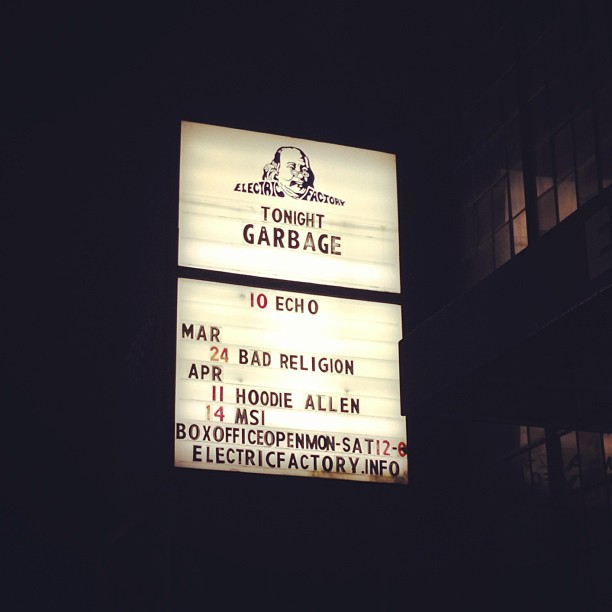 ELECTRIC FACTORY
TONIGHT
GARBAGE
10 ECHO
MAR
24 BAD RELIGION
APR
11 HOODIE ALLEN
14 MSI
BOXOFFICEOPENMON-SAT12-6
ELECTRICFACTORY.INFO